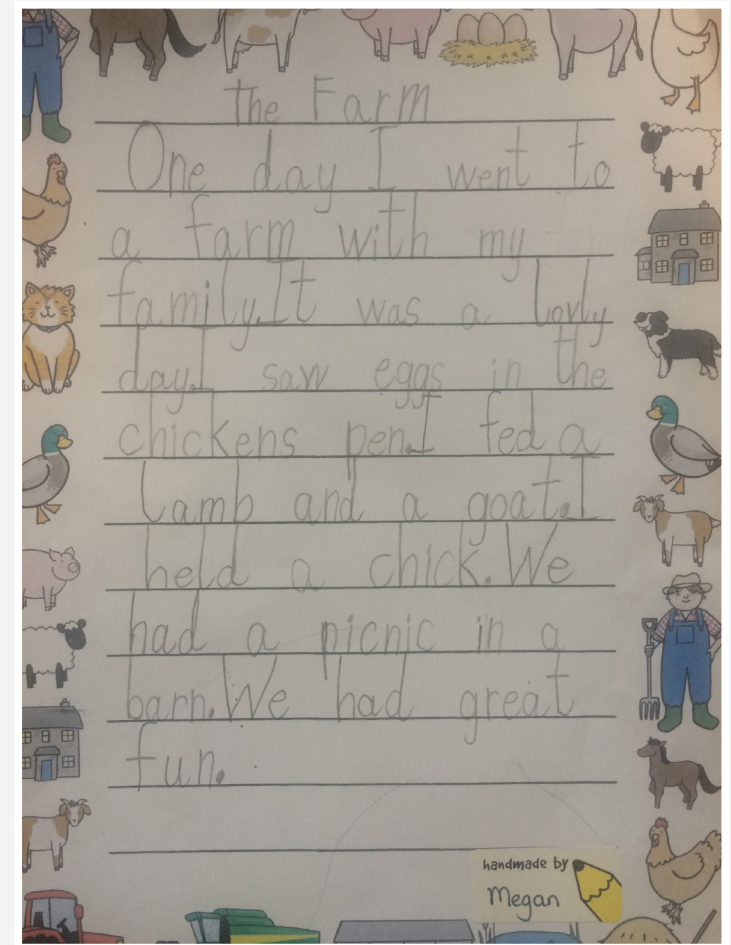 the Farm
One day I went to
a farm with my
family.It was a lovly
day.I saw eggs in the
chickens pen.I fed a
lamb and a goat.I
held a chick.We
had a picnic in a
barn.We had great
fun.
handmade by
Megan